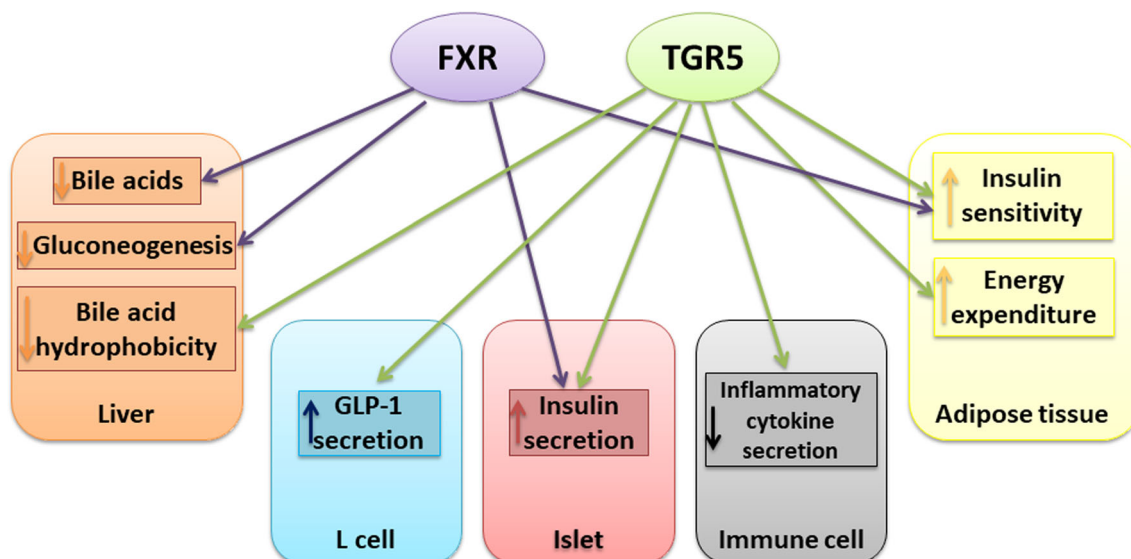 FXR
TGR5
Bile acids
Gluconeogenesis
Bile acid
hydrophobicity
Liver
GLP-1
secretion
L cell
Insulin
secretion
Islet
Inflammatory
cytokine
secretion
Immune cell
Insulin
sensitivity
Energy
expenditure
Adipose tissue